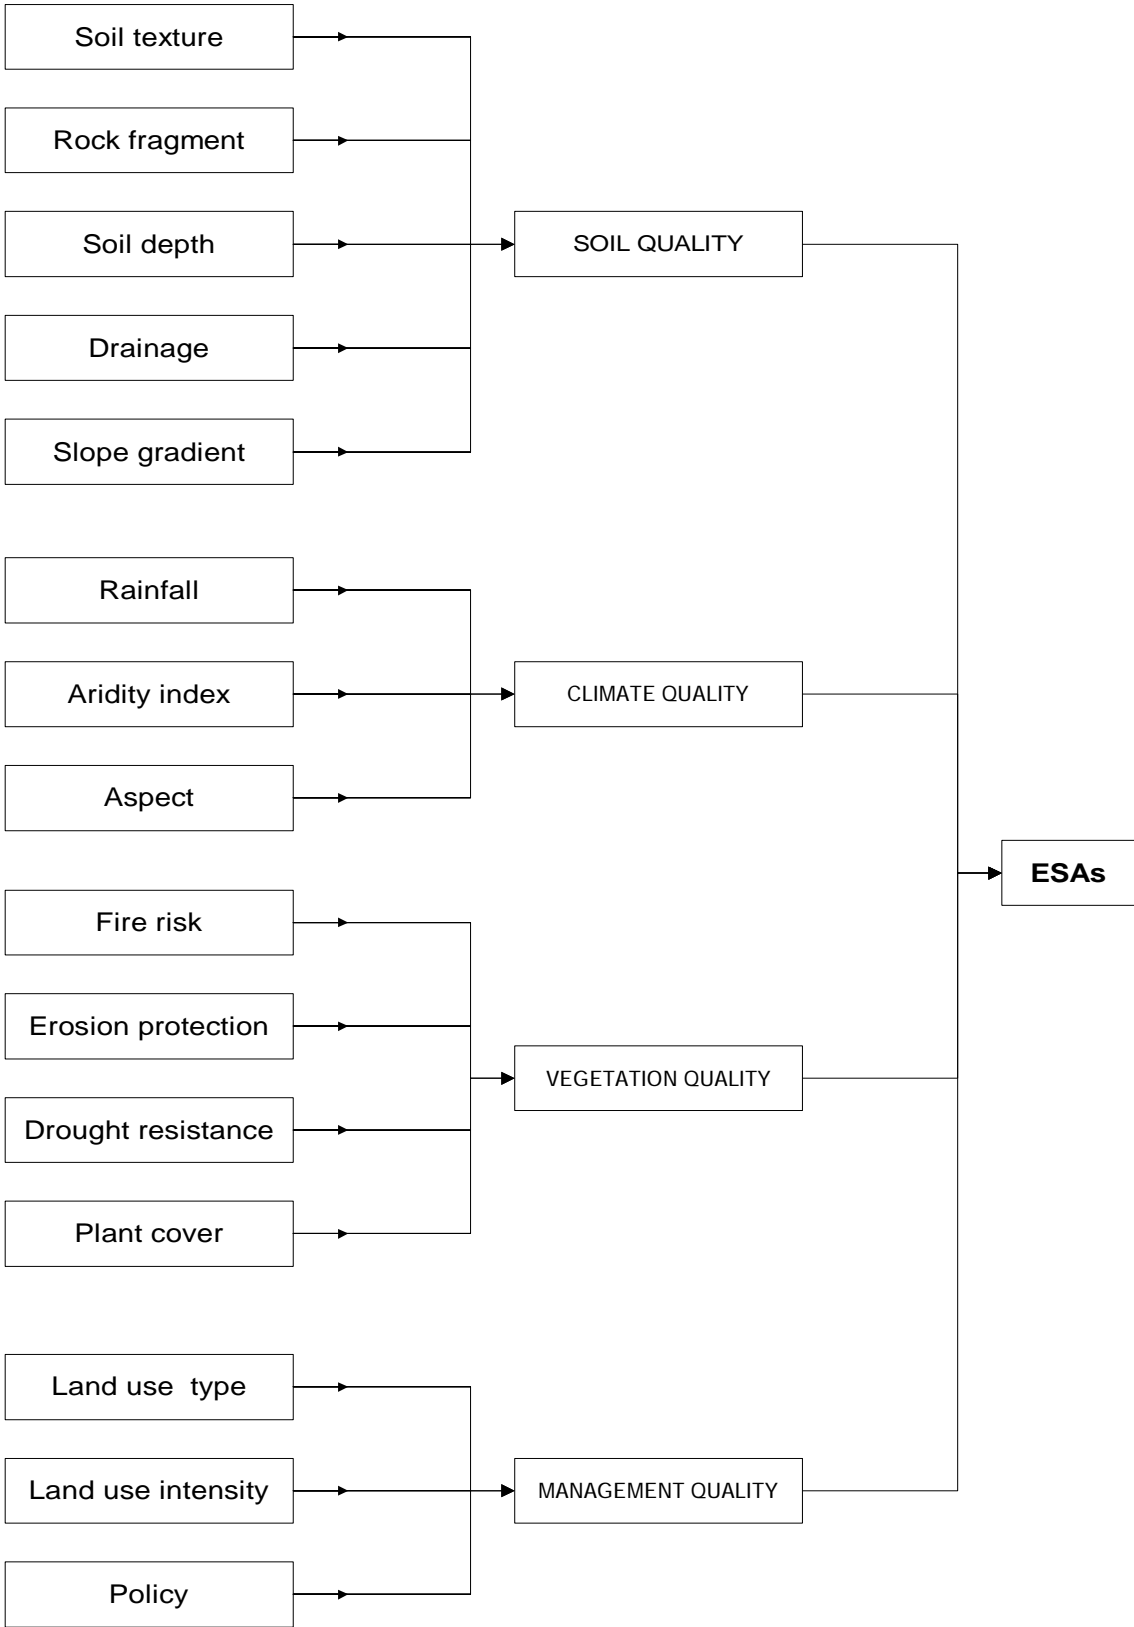 Soil texture
Rock fragment
Soil depth
Drainage
Slope gradient
SOIL QUALITY
Rainfall
Aridity index
Aspect
CLIMATE QUALITY
Fire risk
Erosion protection
Drought resistance
Plant cover
VEGETATION QUALITY
Land use type
Land use intensity
Policy
MANAGEMENT QUALITY
ESAs